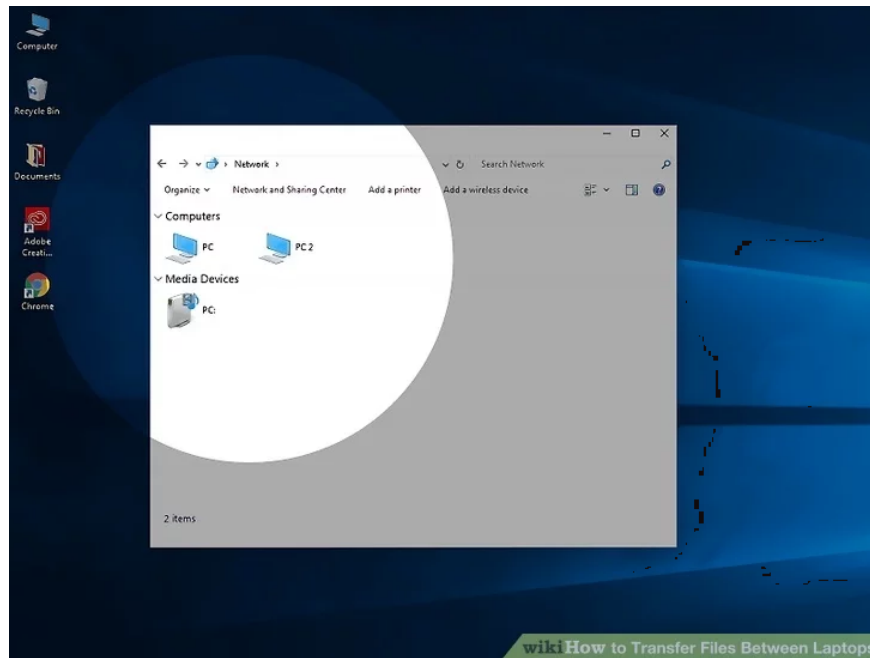 Computer
Recycle Bin
Documents
Adobe
Creati...
Chrome
Network
Search Network
Organize
Network and Sharing Center
Add a printer
Add a wireless device
Computers
PC
PC 2
Media Devices
PC:
2 items
wikiHow to Transfer Files Between Laptops